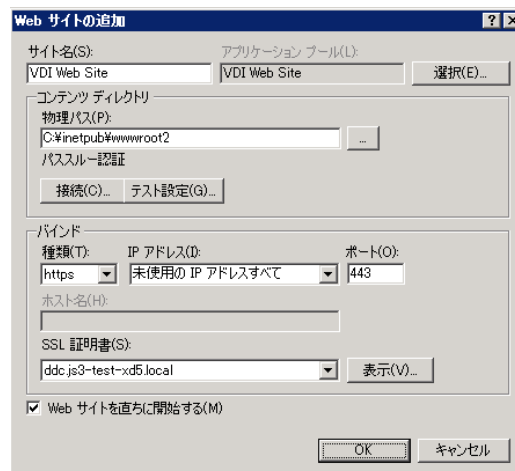 Web サイトの追加
サイト名(S): アプリケーション プール(L):
VDI Web Site VDI Web Site 選択(E)...
コンテンツ ディレクトリ
物理パス(P):
C:¥inetpub¥wwwroot2 ...
パススルー認証
接続(C)... テスト設定(G)...
バインド
種類(T): IP アドレス(I): ポート(O):
https 未使用の IP アドレスすべて 443
ホスト名(H):
SSL 証明書(S):
ddc.js3-test-xd5.local 表示(V)...
Web サイトを直ちに開始する(M)
OK キャンセル